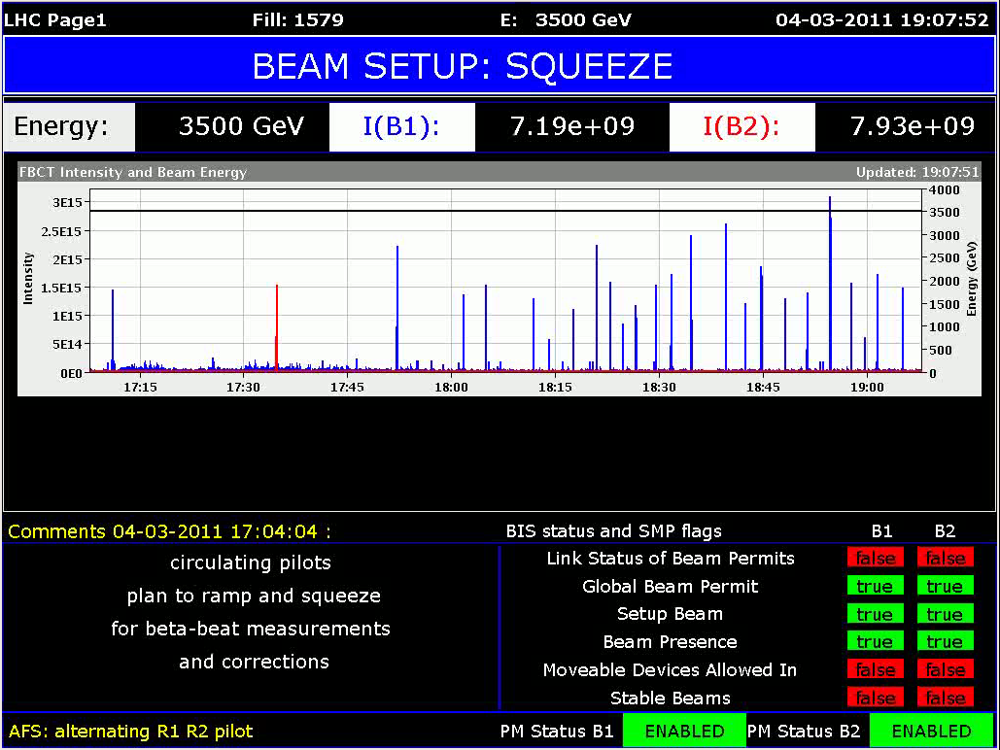 LHC Page1 Fill: 1579 E: 3500 GeV 04-03-2011 19:07:52
BEAM SETUP: SQUEEZE
Energy: 3500 GeV I(B1): 7.19e+09 I(B2): 7.93e+09
FBCT Intensity and Beam Energy Updated: 19:07:51
Intensity
3E15
2.5E15
2E15
1.5E15
1E15
5E14
0E0
4000
3500
3000
2500
2000
1500
1000
500
0
Energy (GeV)
17:15 17:30 17:45 18:00 18:15 18:30 18:45 19:00
Comments 04-03-2011 17:04:04 :
circulating pilots
plan to ramp and squeeze
for beta-beat measurements
and corrections
BIS status and SMP flags B1 B2
Link Status of Beam Permits false false
Global Beam Permit true true
Setup Beam true true
Beam Presence true true
Moveable Devices Allowed In false false
Stable Beams false false
AFS: alternating R1 R2 pilot PM Status B1 ENABLED PM Status B2 ENABLED